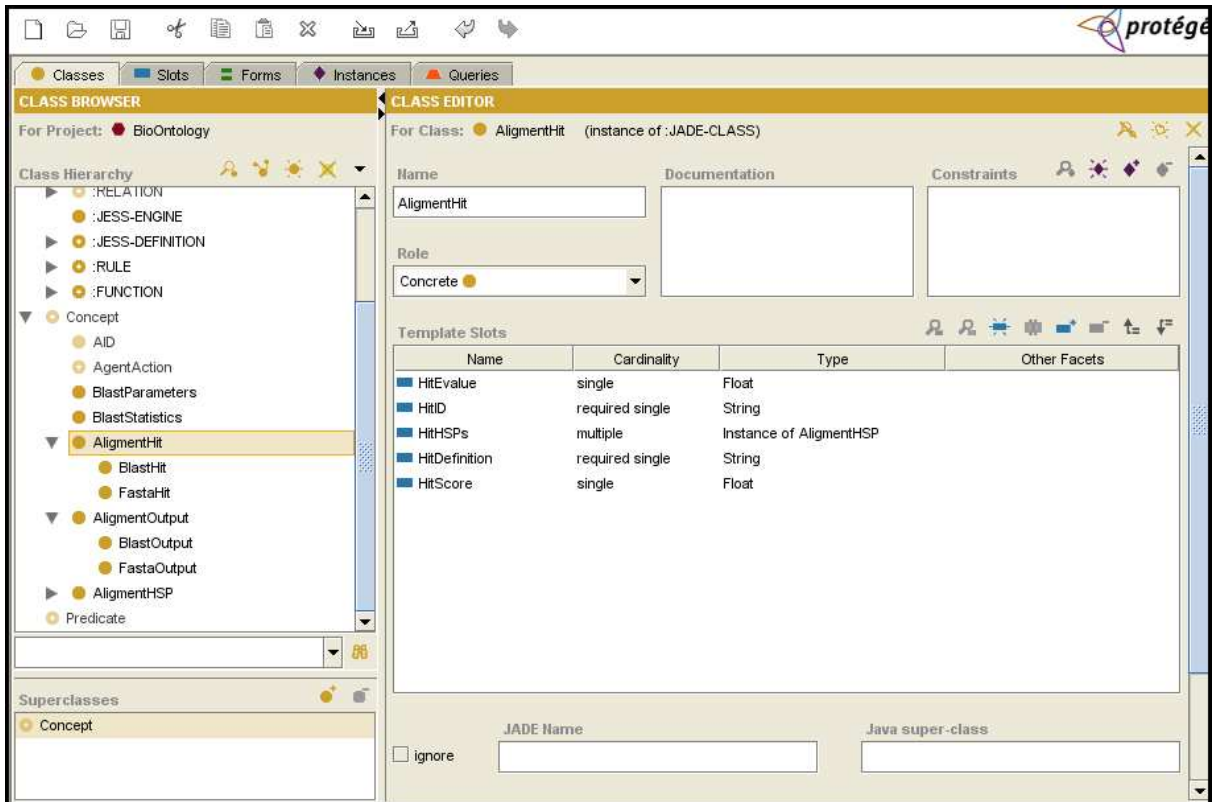 protégé
Classes Slots Forms Instances Queries
CLASS BROWSER
For Project: BioOntology
Class Hierarchy
:RELATION
:JESS-ENGINE
:JESS-DEFINITION
:RULE
:FUNCTION
Concept
AID
AgentAction
BlastParameters
BlastStatistics
AligmentHit
BlastHit
FastaHit
AligmentOutput
BlastOutput
FastaOutput
AligmentHSP
Predicate
Superclasses
Concept
CLASS EDITOR
For Class: AligmentHit (instance of :JADE-CLASS)
Name Documentation Constraints
AligmentHit
Role
Concrete
Template Slots
Name Cardinality Type Other Facets
HitEvalue single Float
HitID required single String
HitHSPs multiple Instance of AligmentHSP
HitDefinition required single String
HitScore single Float
JADE Name Java super-class
ignore